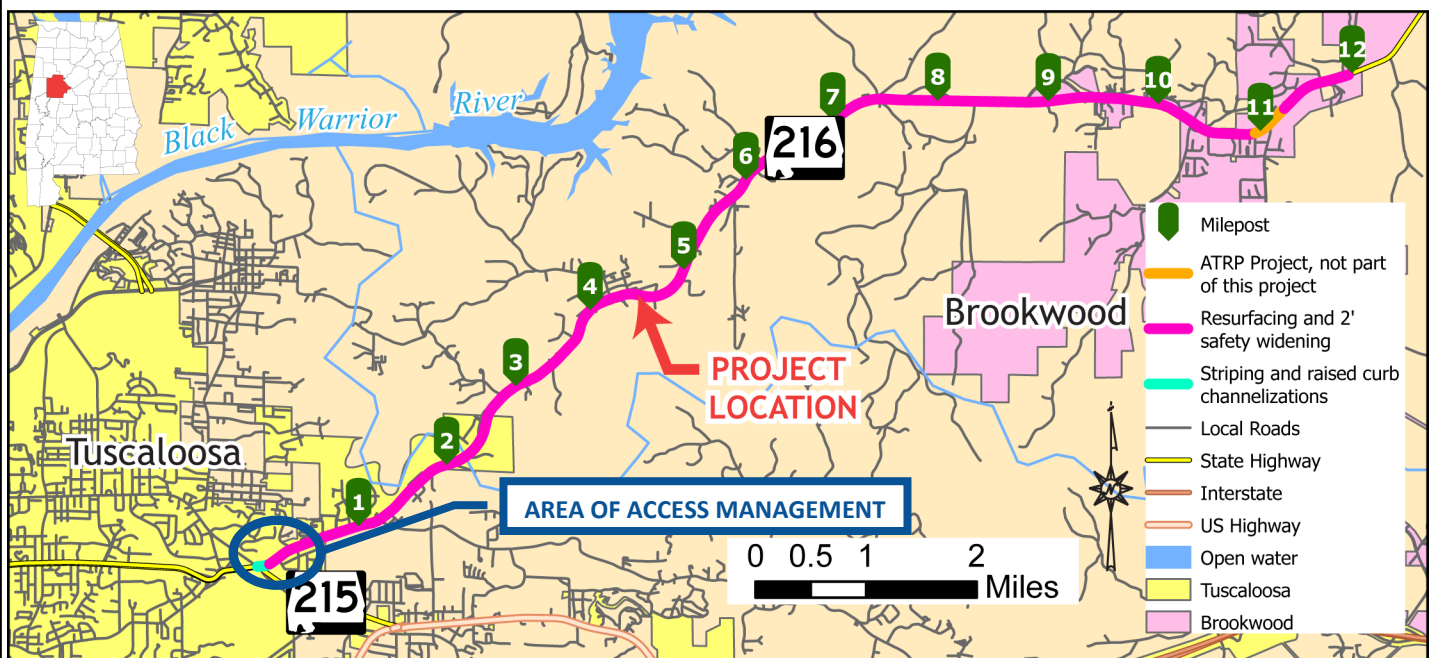 Black Warrior River
7
8
9
10
11
12
6
216
5
4
3
2
1
Brookwood
PROJECT
LOCATION
Tuscaloosa
AREA OF ACCESS MANAGEMENT
215
0 0.5 1 2
Miles
Milepost
ATRP Project, not part
of this project
Resurfacing and 2'
safety widening
Striping and raised curb
channelizations
Local Roads
State Highway
Interstate
US Highway
Open water
Tuscaloosa
Brookwood